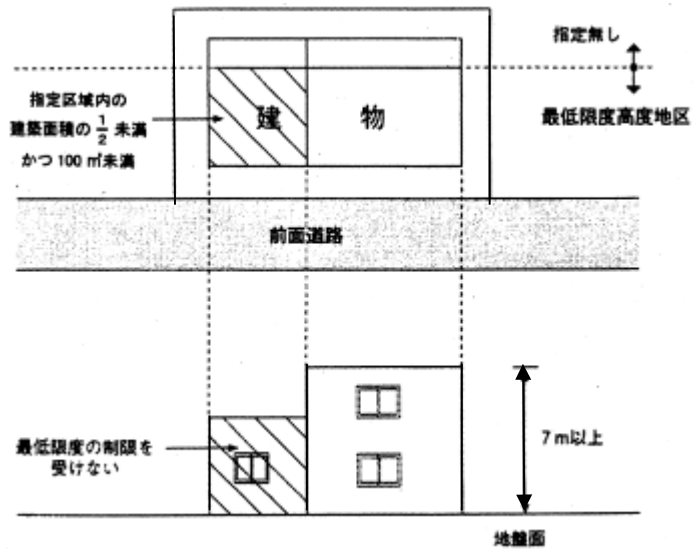 指定無し
最低限度高度地区
指定区域内の
建築面積の1/2未満
かつ100㎡未満
建物
前面道路
最低限度の制限を
受けない
7m以上
地盤面